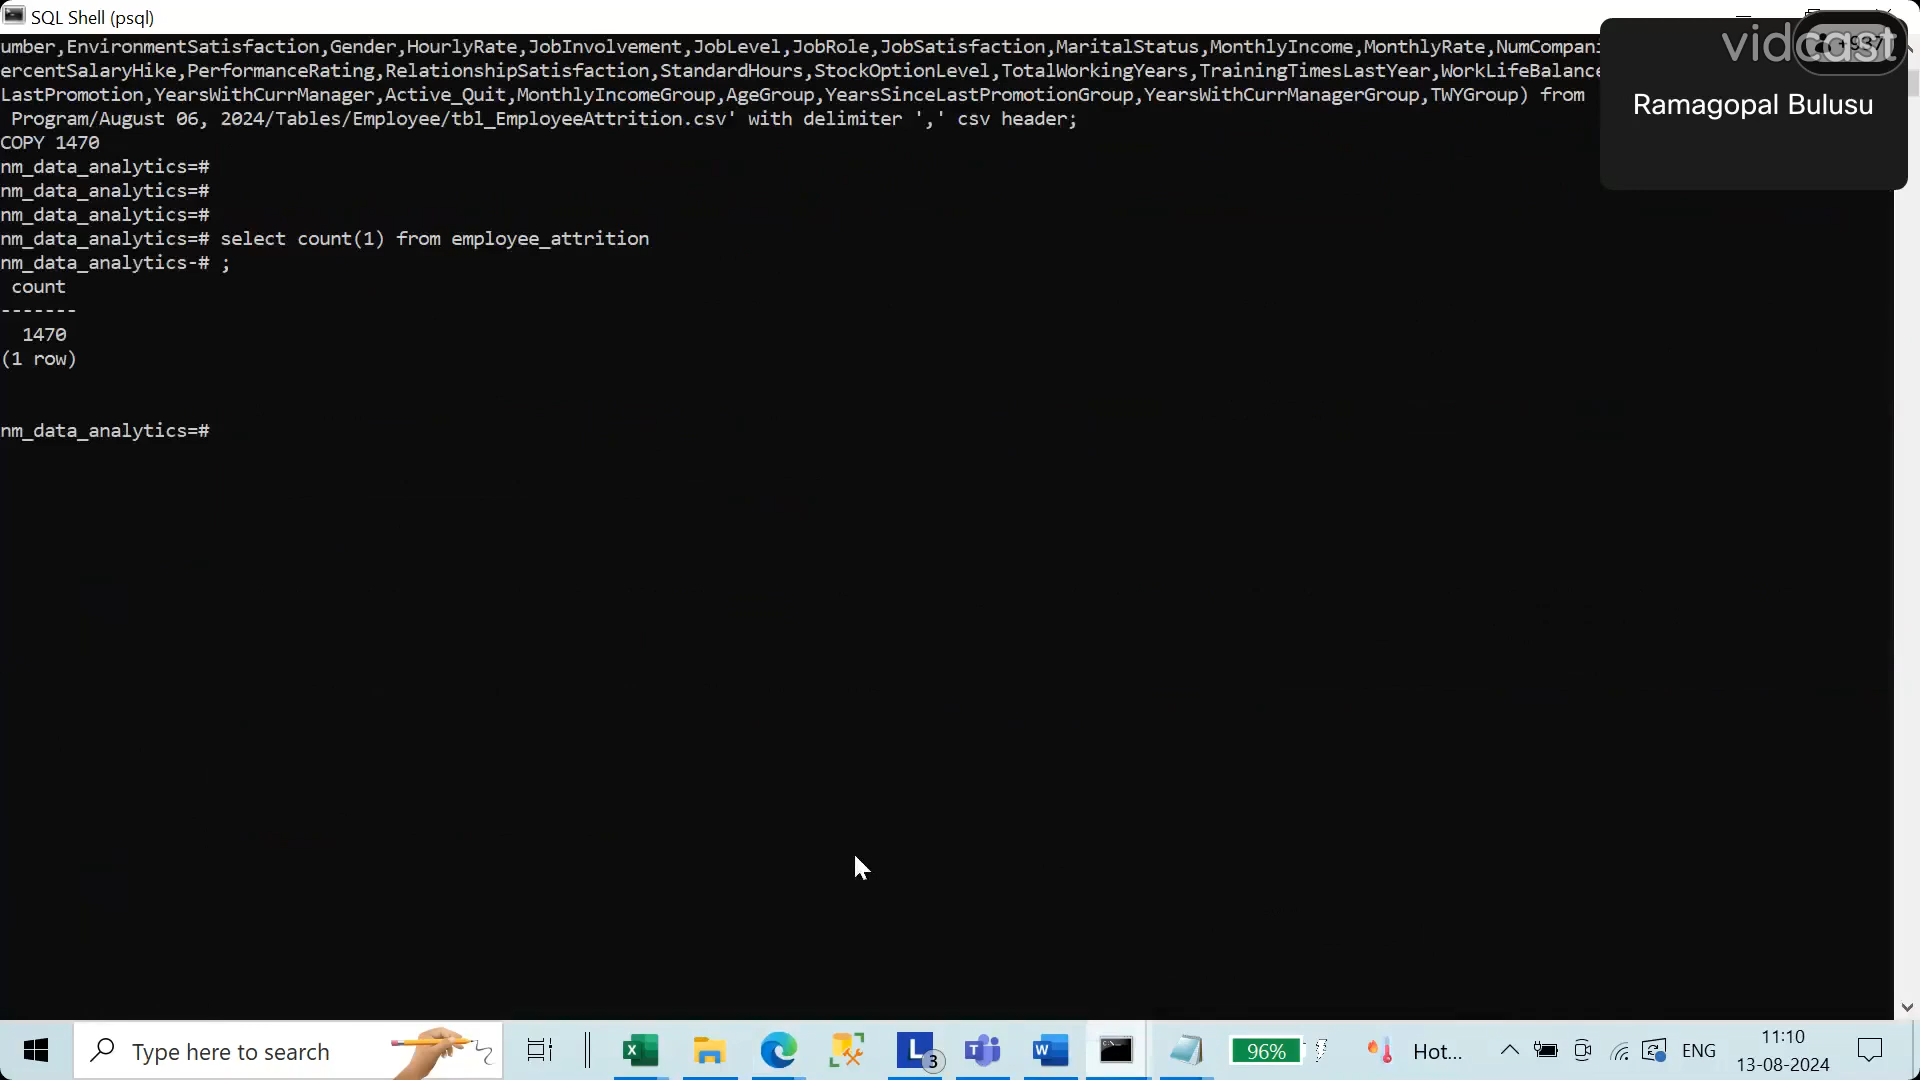 SQL Shell (psql)
umber,EnvironmentSatisfaction,Gender,HourlyRate,JobInvolvement,JobLevel,JobRole,JobSatisfaction,MaritalStatus,MonthlyIncome,MonthlyRate,NumCompani
ercentSalaryHike,PerformanceRating,RelationshipSatisfaction,StandardHours,StockOptionLevel,TotalWorkingYears,TrainingTimesLastYear,WorkLifeBalance
LastPromotion,YearsWithCurrManager,Active_Quit,MonthlyIncomeGroup,AgeGroup,YearsSinceLastPromotionGroup,YearsWithCurrManagerGroup,TWYGroup) from
Program/August 06, 2024/Tables/Employee/tbl_EmployeeAttrition.csv' with delimiter ',' csv header;
COPY 1470
nm_data_analytics=#
nm_data_analytics=#
nm_data_analytics=#
nm_data_analytics=# select count(1) from employee_attrition
nm_data_analytics-# ;
count
-------
1470
(1 row)
nm_data_analytics=#
vidcast
Ramagopal Bulusu
Type here to search
3
96%
Hot...
ENG
11:10
13-08-2024